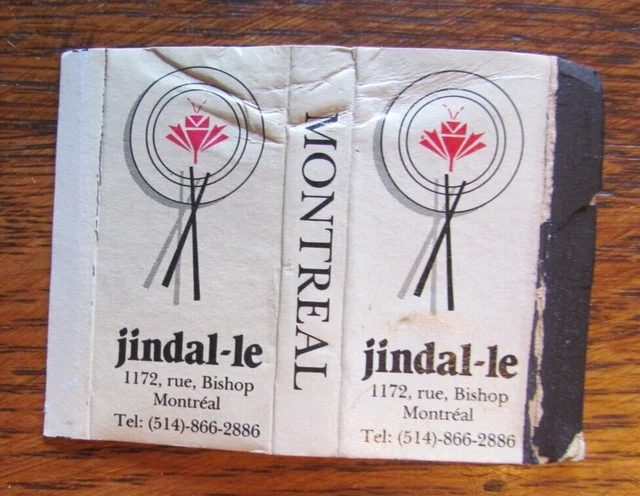 jindal-le
1172, rue, Bishop
Montréal
Tel: (514)-866-2886
MONTREAL
jindal-le
1172, rue, Bishop
Montréal
Tel: (514)-866-2886